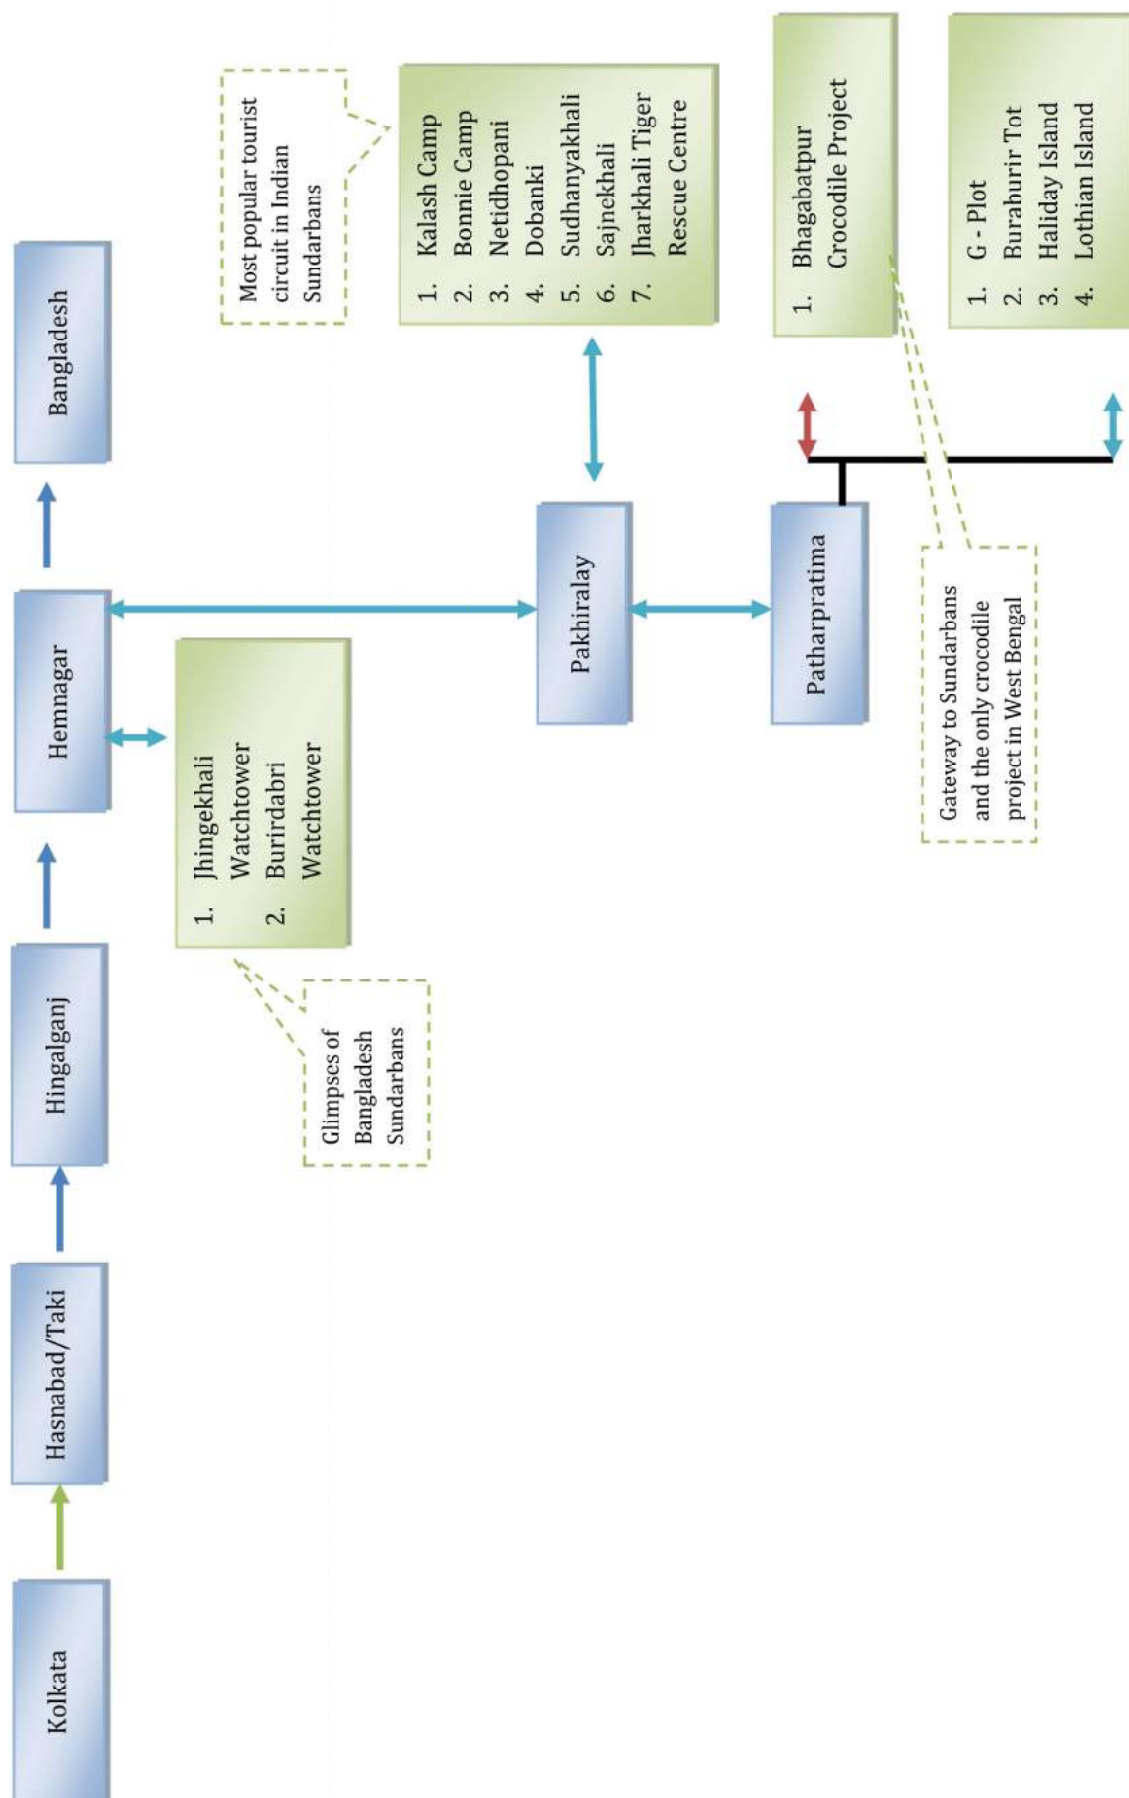 Kolkata
Hasnabad/Taki
Hingalganj
Hemnagar
Bangladesh
Glimpses of
Bangladesh
Sundarbans
1. Jhingekhali
Watchtower
2. Burirdabri
Watchtower
Most popular tourist
circuit in Indian
Sundarbans
Pakhiralay
1. Kalash Camp
2. Bonnie Camp
3. Netidhopani
4. Dobanki
5. Sudhanyakhali
6. Sajnekhali
7. Jharkhali Tiger
Rescue Centre
Patharpratima
1. Bhagabatpur
Crocodile Project
Gateway to Sundarbans
and the only crocodile
project in West Bengal
1. G - Plot
2. Buraburir Tot
3. Haliday Island
4. Lothian Island